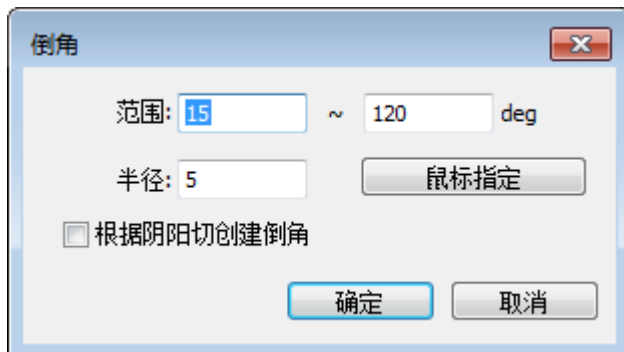 倒角
范围: 15 ~ 120 deg
半径: 5 鼠标指定
根据阴阳切创建倒角
确定 取消